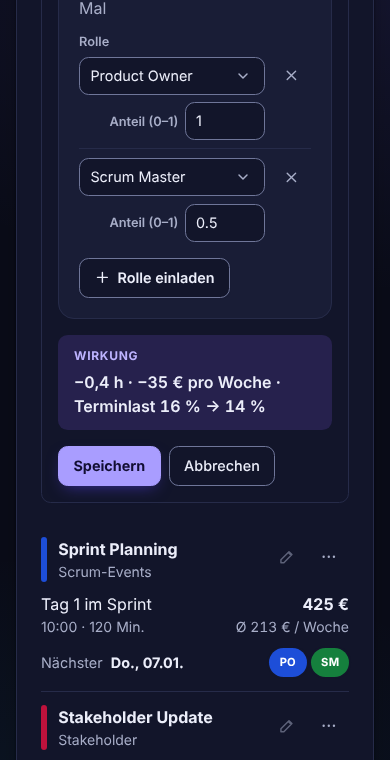 Mal
Rolle
Product Owner
Anteil (0–1) 1
Scrum Master
Anteil (0–1) 0.5
+ Rolle einladen
WIRKUNG
−0,4 h · −35 € pro Woche ·
Terminlast 16 % → 14 %
Speichern Abbrechen
Sprint Planning
Scrum-Events
Tag 1 im Sprint 425 €
10:00 · 120 Min. Ø 213 € / Woche
Nächster Do., 07.01. PO SM
Stakeholder Update
Stakeholder